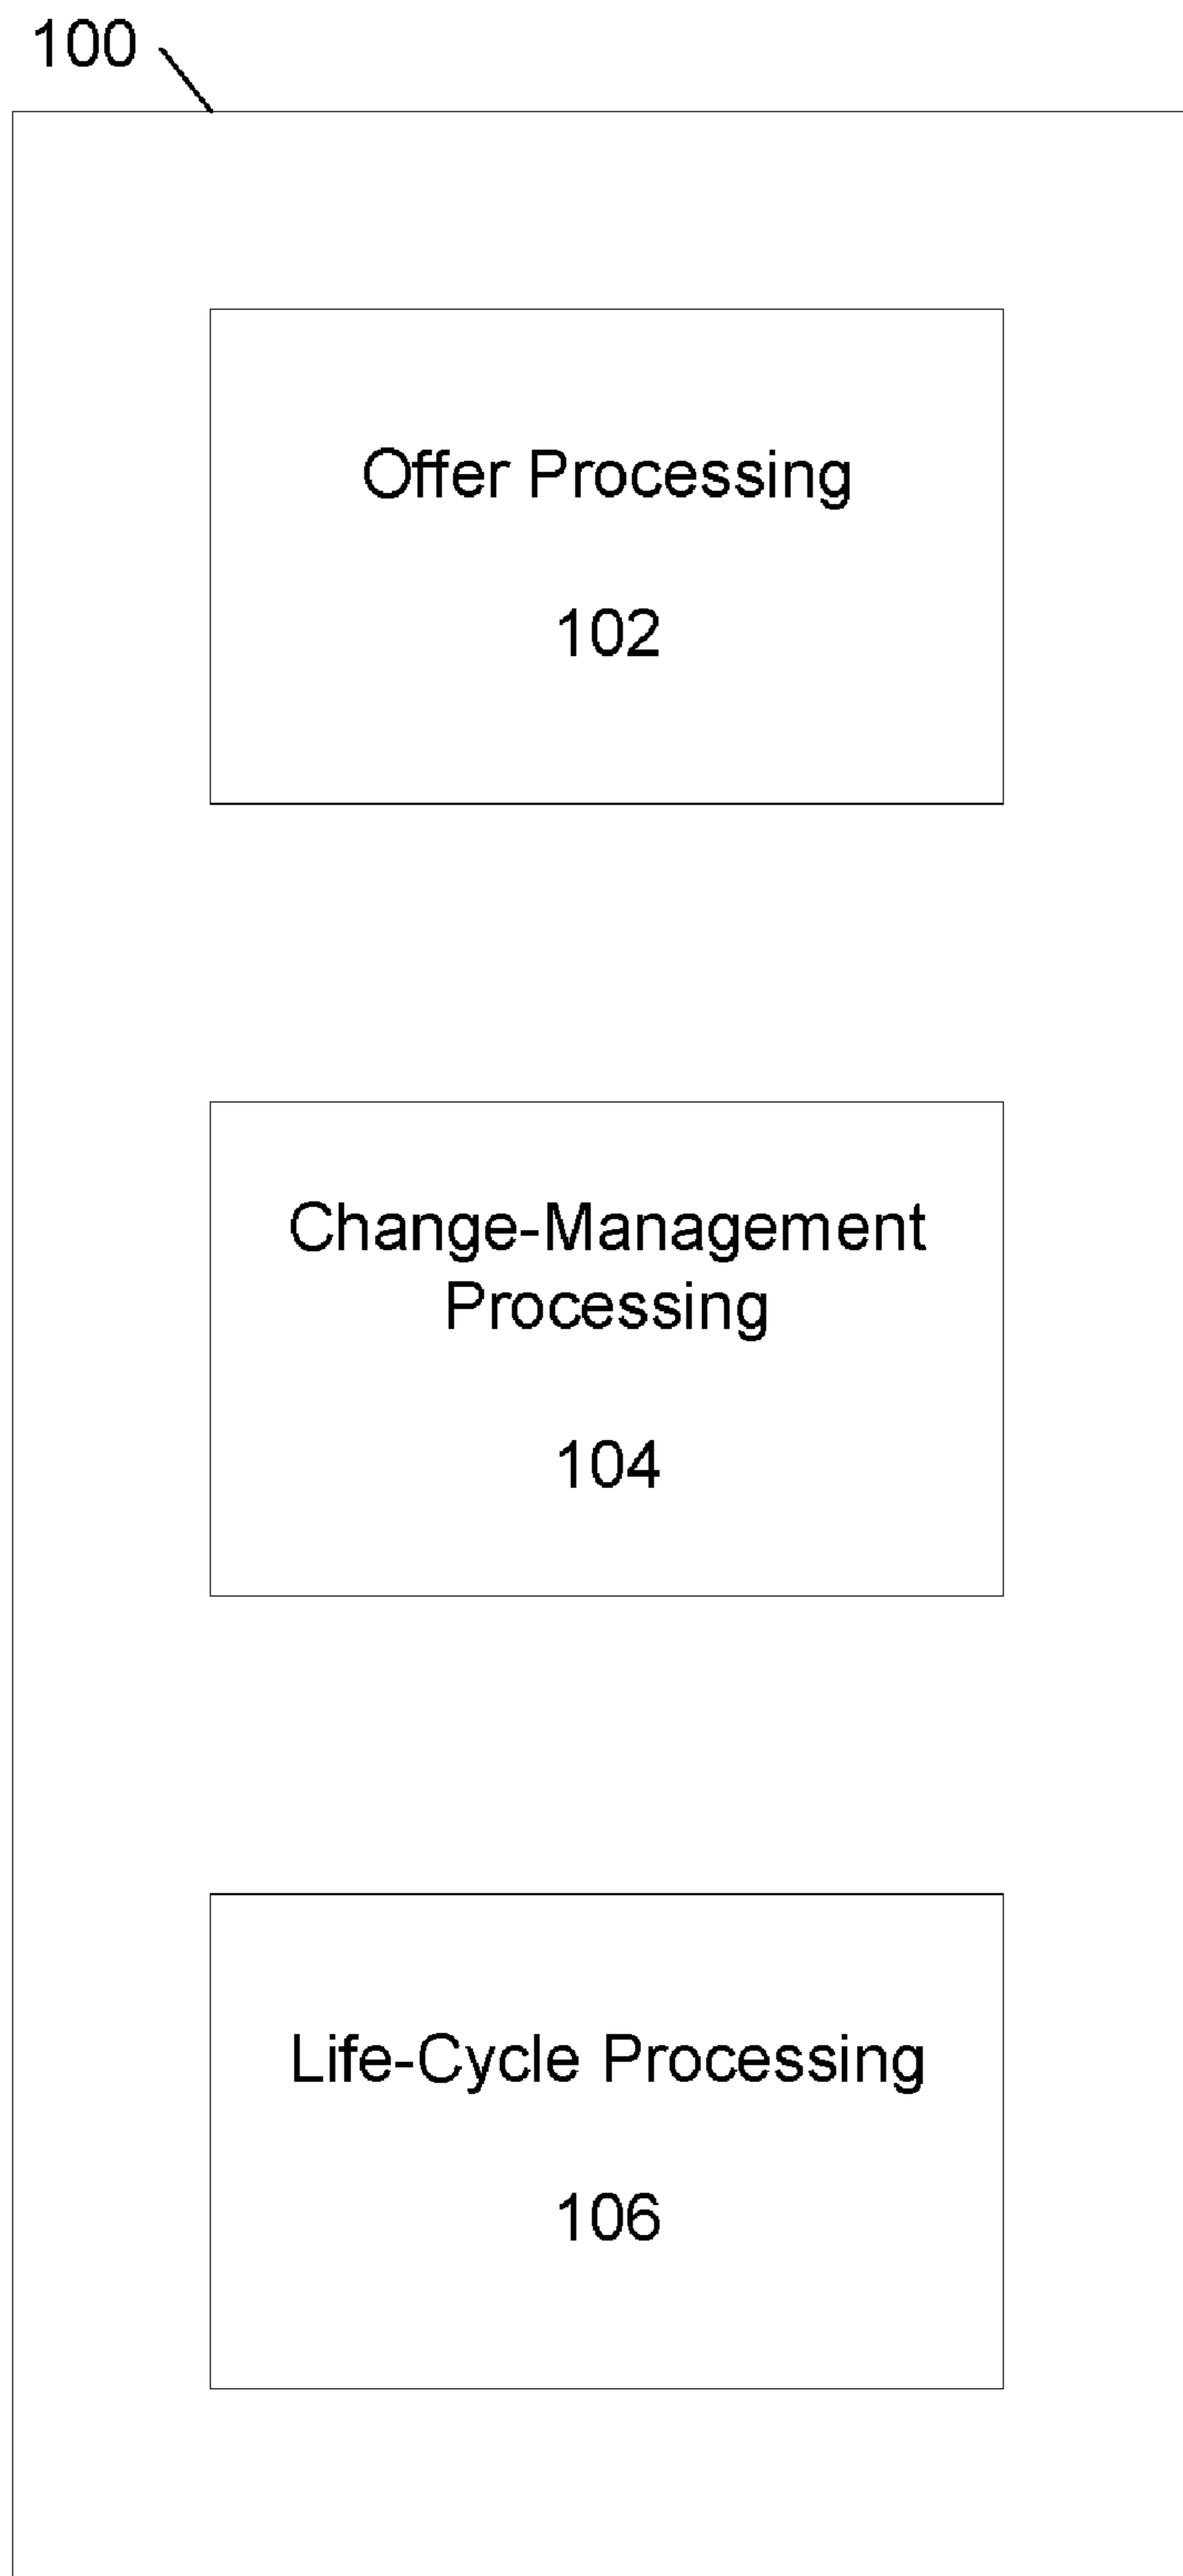 100
Offer Processing
102
Change-Management
Processing
104
Life-Cycle Processing
106